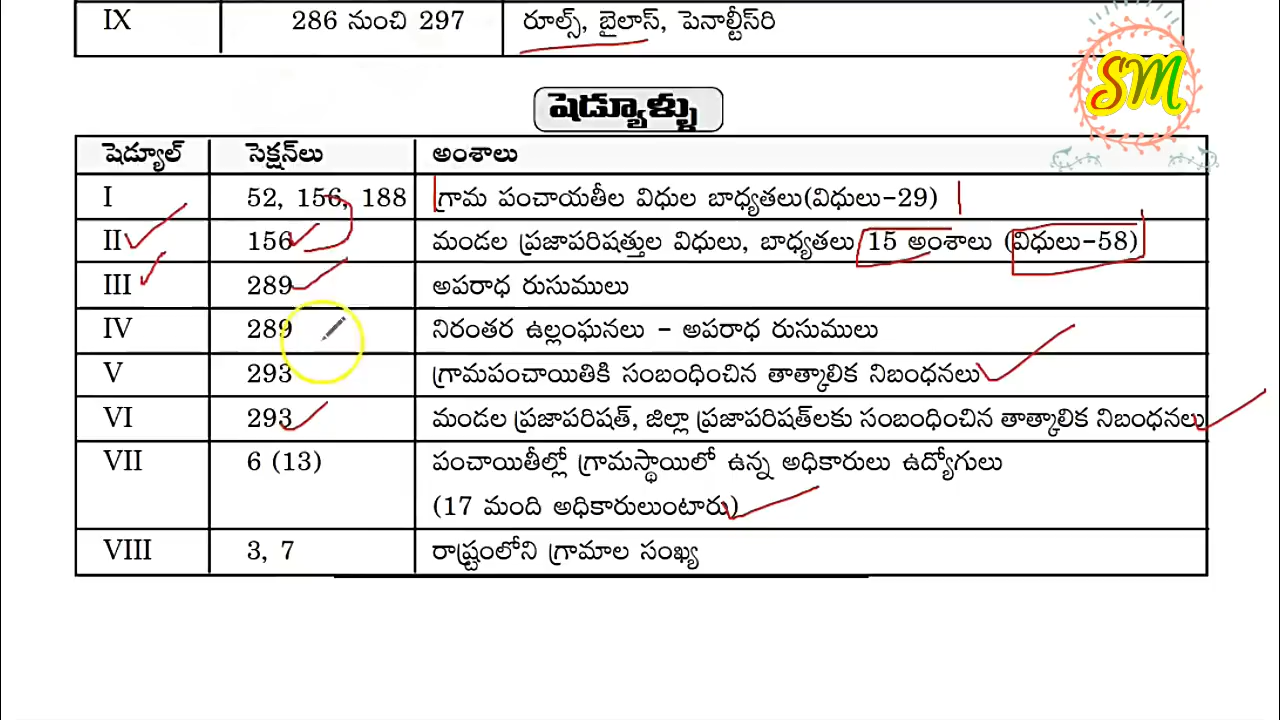 IX 286 నుంచి 297 రూల్స్, బైలాస్, పెనాల్టీస్‌రి
SM
షెడ్యూళ్ళు
షెడ్యూల్ సెక్షన్‌లు అంశాలు
I 52, 156, 188 గ్రామ పంచాయతీల విధుల బాధ్యతలు(విధులు-29)
II 156 మండల ప్రజాపరిషత్తుల విధులు, బాధ్యతలు 15 అంశాలు (విధులు-58)
III 289 అపరాధ రుసుములు
IV 289 నిరంతర ఉల్లంఘనలు - అపరాధ రుసుములు
V 293 గ్రామపంచాయితికి సంబంధించిన తాత్కాలిక నిబంధనలు
VI 293 మండల ప్రజాపరిషత్, జిల్లా ప్రజాపరిషత్‌లకు సంబంధించిన తాత్కాలిక నిబంధనలు
VII 6 (13) పంచాయితీల్లో గ్రామస్థాయిలో ఉన్న అధికారులు ఉద్యోగులు
(17 మంది అధికారులుంటారు)
VIII 3, 7 రాష్ట్రంలోని గ్రామాల సంఖ్య